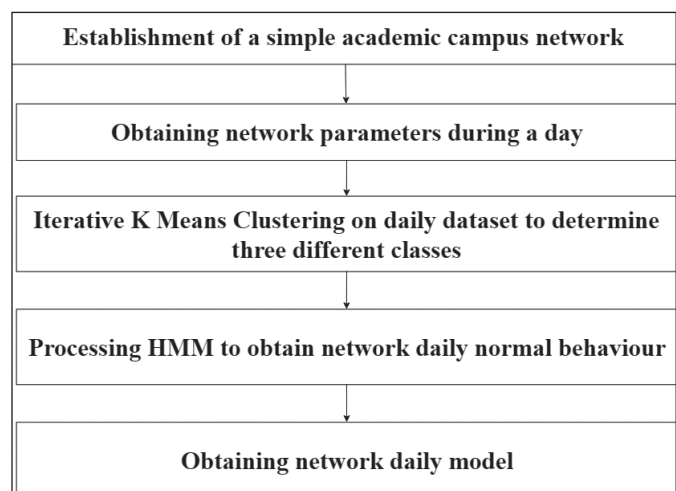 Establishment of a simple academic campus network
Obtaining network parameters during a day
Iterative K Means Clustering on daily dataset to determine
three different classes
Processing HMM to obtain network daily normal behaviour
Obtaining network daily model